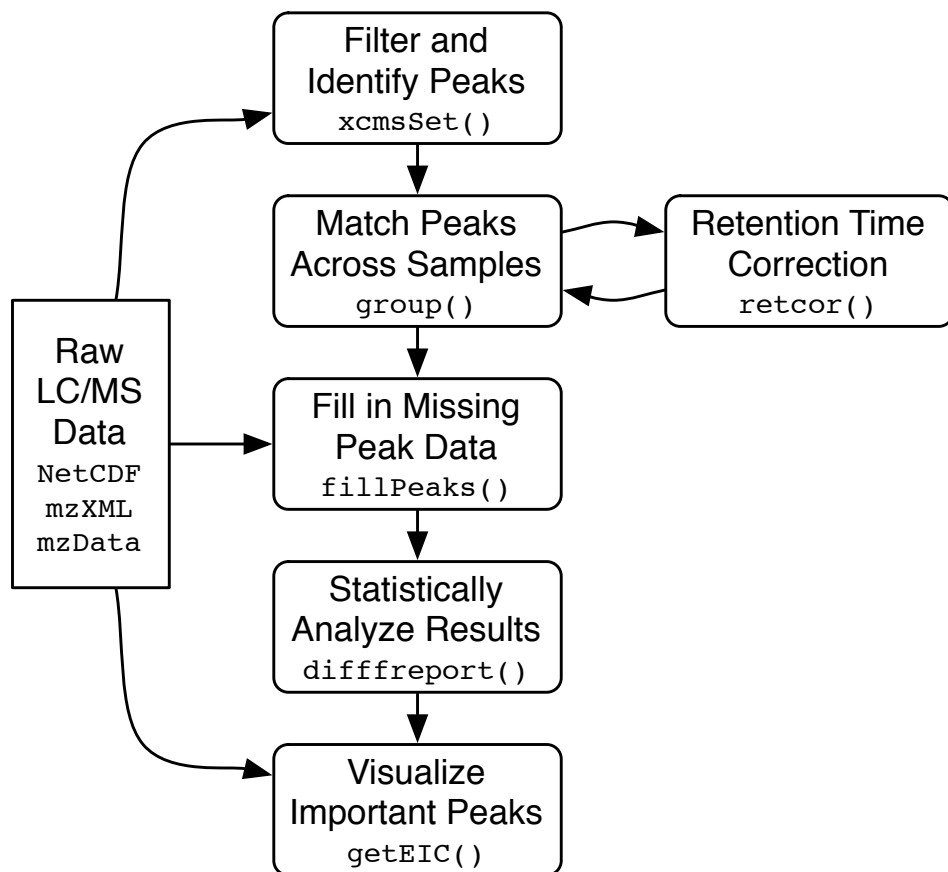 Filter and
Identify Peaks
xcmsSet()
Match Peaks
Across Samples
group()
Retention Time
Correction
retcor()
Raw
LC/MS
Data
NetCDF
mzXML
mzData
Fill in Missing
Peak Data
fillPeaks()
Statistically
Analyze Results
difffreport()
Visualize
Important Peaks
getEIC()